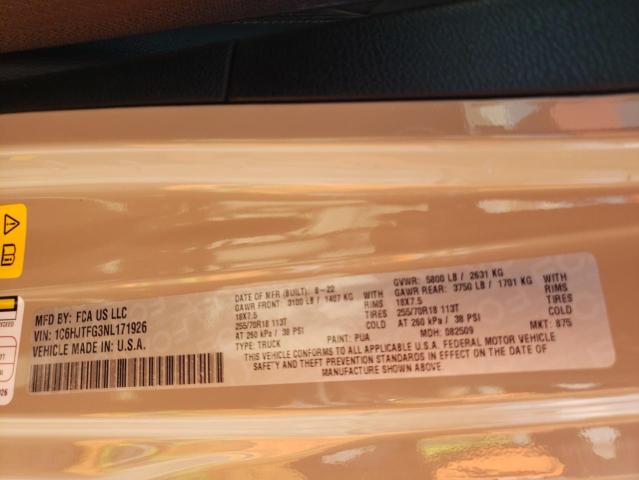 MFD BY: FCA US LLC
VIN: 1C6HJTFG3NL171926
VEHICLE MADE IN: U.S.A.
DATE OF MFR (BUILT): 8-22
GVWR: 5800 LB / 2631 KG
GAWR FRONT: 3100 LB / 1407 KG WITH
GAWR REAR: 3750 LB / 1701 KG WITH
18X7.5 RIMS
18X7.5 RIMS
255/70R18 113T TIRES
255/70R18 113T TIRES
AT 260 kPa / 38 PSI COLD
AT 260 kPa / 38 PSI COLD
TYPE: TRUCK
PAINT: PUA
MDH: 082509
MKT: 875
THIS VEHICLE CONFORMS TO ALL APPLICABLE U.S.A. FEDERAL MOTOR VEHICLE
SAFETY AND THEFT PREVENTION STANDARDS IN EFFECT ON THE DATE OF
MANUFACTURE SHOWN ABOVE.